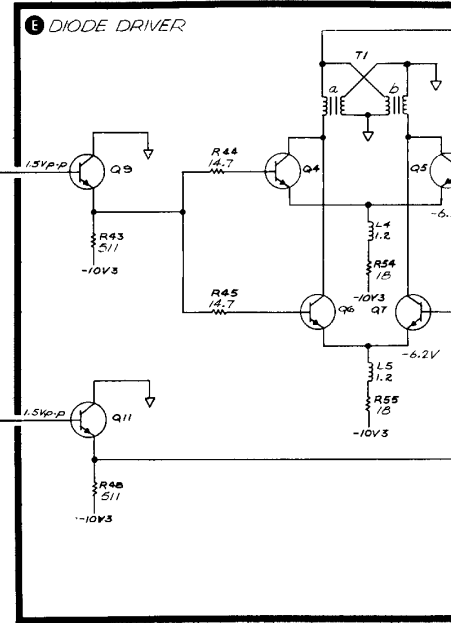 E DIODE DRIVER
T1
a
b
1.5Vp-p
Q9
R44
14.7
Q4
Q5
R43
511
-10V3
-6.
L4
1.2
R54
18
-10V3
R45
14.7
Q6
Q7
-6.2V
L5
1.2
R55
18
-10V3
1.5Vp-p
Q11
R48
511
-10V3